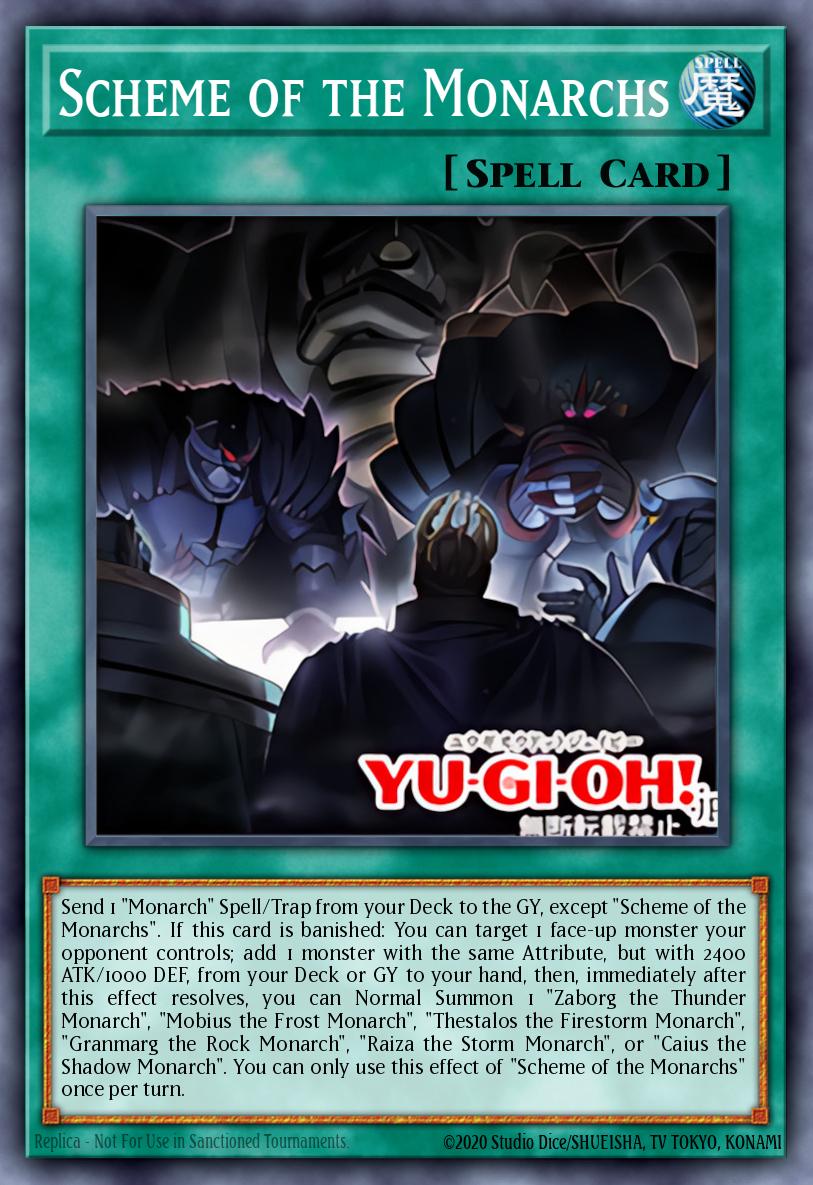 Scheme of the Monarchs
SPELL
魔
[ Spell Card ]
YU-GI-OH!
無断転載禁止
Send 1 "Monarch" Spell/Trap from your Deck to the GY, except "Scheme of the
Monarchs". If this card is banished: You can target 1 face-up monster your
opponent controls; add 1 monster with the same Attribute, but with 2400
ATK/1000 DEF, from your Deck or GY to your hand, then, immediately after
this effect resolves, you can Normal Summon 1 "Zaborg the Thunder
Monarch", "Mobius the Frost Monarch", "Thestalos the Firestorm Monarch",
"Granmarg the Rock Monarch", "Raiza the Storm Monarch", or "Caius the
Shadow Monarch". You can only use this effect of "Scheme of the Monarchs"
once per turn.
Replica - Not For Use in Sanctioned Tournaments.
©2020 Studio Dice/SHUEISHA, TV TOKYO, KONAMI